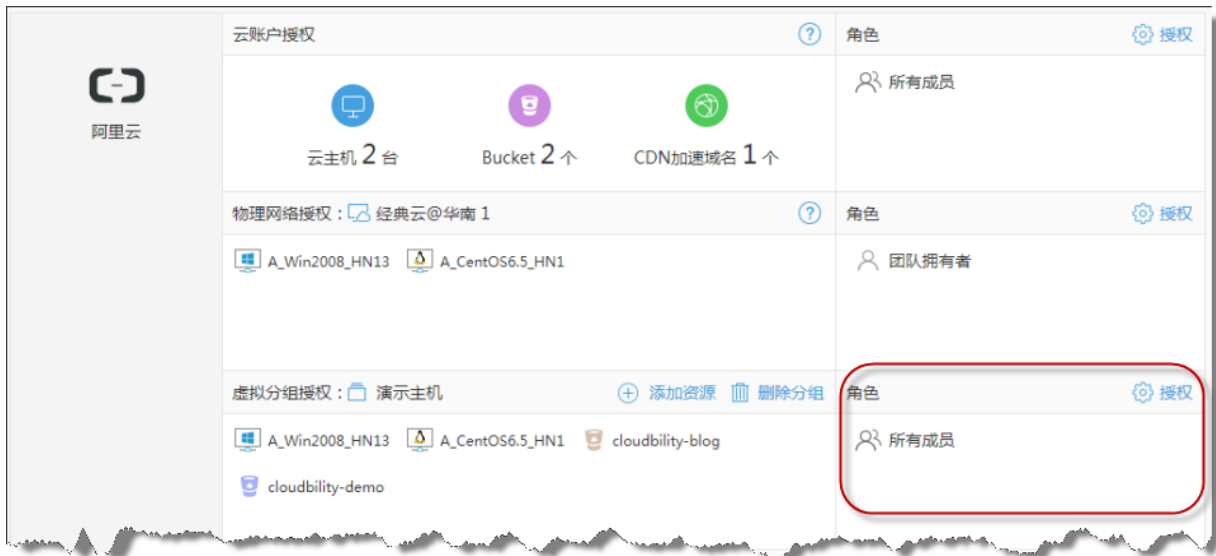 云账户授权 ? 角色 授权
阿里云
云主机 2 台 Bucket 2 个 CDN加速域名 1 个
所有成员
物理网络授权：经典云@华南 1 ? 角色 授权
A_Win2008_HN13 A_CentOS6.5_HN1
团队拥有者
虚拟分组授权：演示主机 添加资源 删除分组 角色 授权
A_Win2008_HN13 A_CentOS6.5_HN1 cloudbility-blog
cloudbility-demo
所有成员